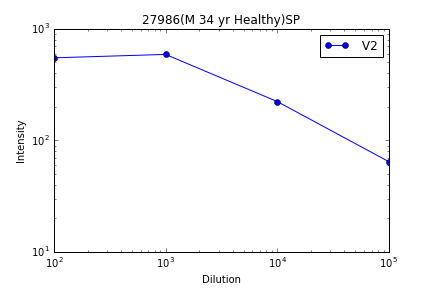 27986(M 34 yr Healthy)SP
V2
Intensity
10³
10²
10¹
10² 10³ 10⁴ 10⁵
Dilution